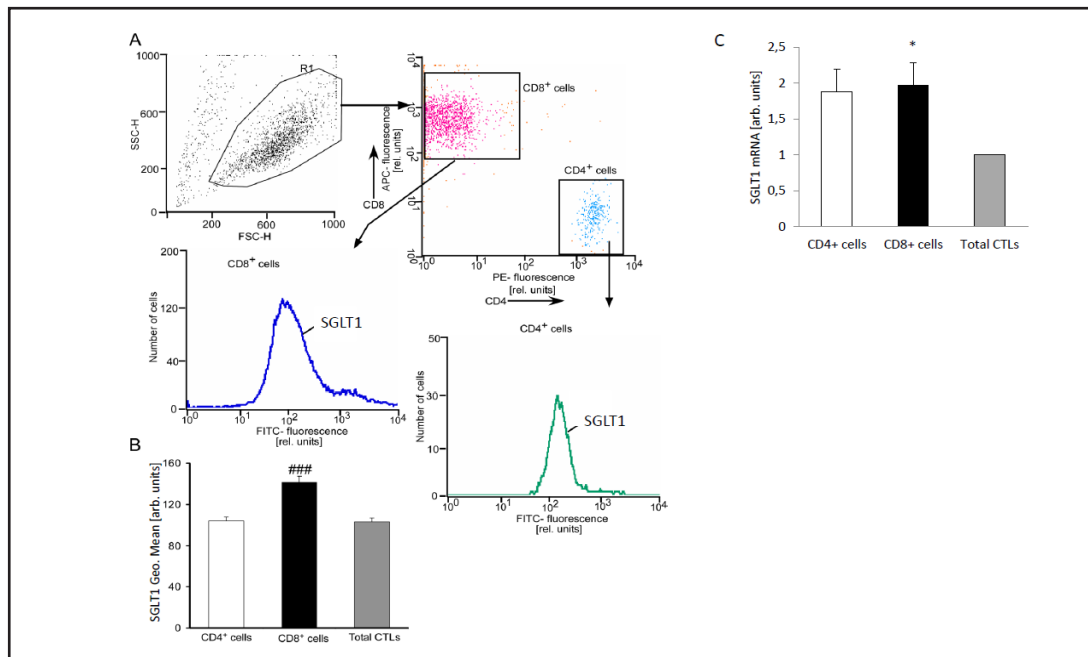 A
1000
600
400
200
0
SSC-H
R1
200
600
1000
FSC-H
10⁴
10³
10²
10¹
10⁰
APC- fluorescence
[rel. units]
CD8
CD8⁺ cells
CD4⁺ cells
10⁰
10¹
10²
10³
10⁴
PE- fluorescence
[rel. units]
CD4
CD8⁺ cells
200
120
40
0
Number of cells
SGLT1
10⁰
10¹
10²
10³
10⁴
FITC- fluorescence
[rel. units]
CD4⁺ cells
50
30
10
0
Number of cells
SGLT1
10⁰
10¹
10²
10³
10⁴
FITC- fluorescence
[rel. units]
B
160
120
80
40
0
SGLT1 Geo. Mean [arb. units]
###
CD4⁺ cells
CD8⁺ cells
Total CTLs
C
2,5
2
1,5
1
0,5
0
SGLT1 mRNA [arb. units]
*
CD4+ cells
CD8+ cells
Total CTLs